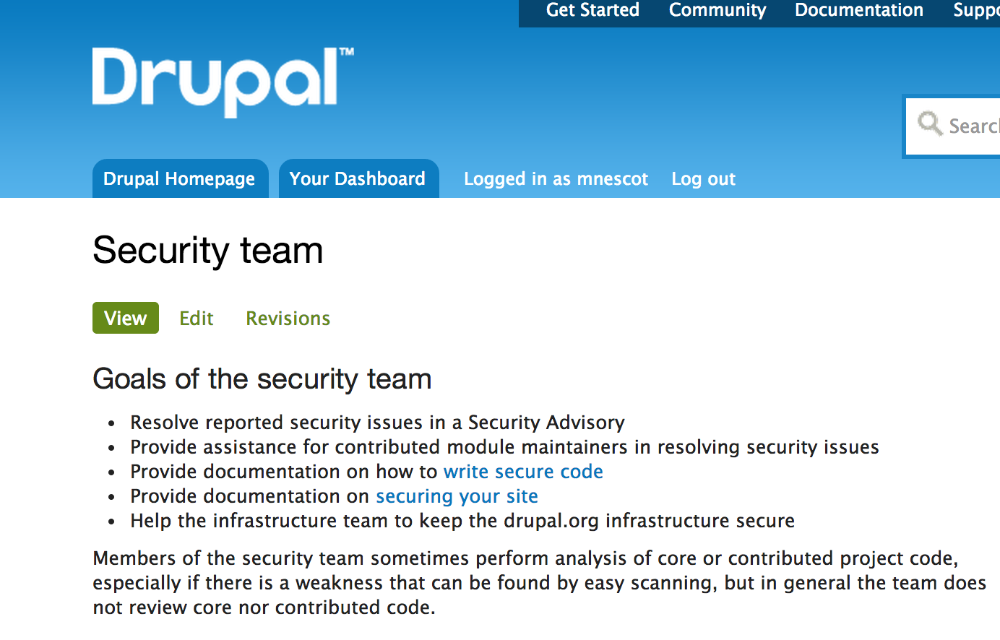 Get Started Community Documentation
Drupal™
Search
Drupal Homepage Your Dashboard Logged in as mnescot Log out
Security team
View Edit Revisions
Goals of the security team
• Resolve reported security issues in a Security Advisory
• Provide assistance for contributed module maintainers in resolving security issues
• Provide documentation on how to write secure code
• Provide documentation on securing your site
• Help the infrastructure team to keep the drupal.org infrastructure secure
Members of the security team sometimes perform analysis of core or contributed project code,
especially if there is a weakness that can be found by easy scanning, but in general the team does
not review core nor contributed code.